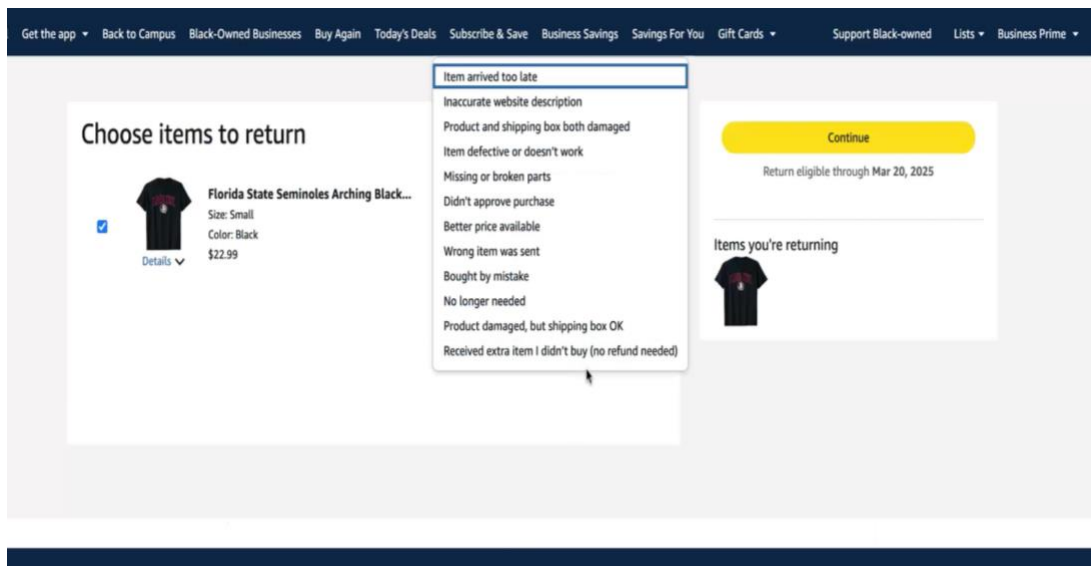 Get the app
Back to Campus
Black-Owned Businesses
Buy Again
Today's Deals
Subscribe & Save
Business Savings
Savings For You
Gift Cards
Support Black-owned
Lists
Business Prime
Choose items to return
Florida State Seminoles Arching Black...
Size: Small
Color: Black
$22.99
Details
Item arrived too late
Inaccurate website description
Product and shipping box both damaged
Item defective or doesn't work
Missing or broken parts
Didn't approve purchase
Better price available
Wrong item was sent
Bought by mistake
No longer needed
Product damaged, but shipping box OK
Received extra item I didn't buy (no refund needed)
Continue
Return eligible through Mar 20, 2025
Items you're returning